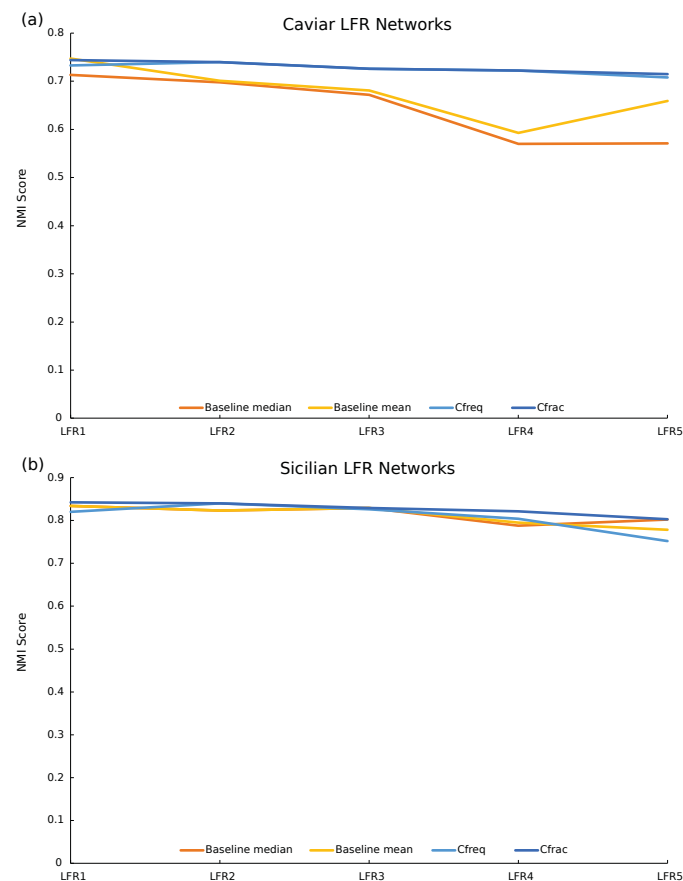 (a)
Caviar LFR Networks
0.8
0.7
0.6
0.5
0.4
0.3
0.2
0.1
0
NMI Score
Baseline median Baseline mean Cfreq Cfrac
LFR1 LFR2 LFR3 LFR4 LFR5
(b)
Sicilian LFR Networks
0.9
0.8
0.7
0.6
0.5
0.4
0.3
0.2
0.1
0
NMI Score
Baseline median Baseline mean Cfreq Cfrac
LFR1 LFR2 LFR3 LFR4 LFR5